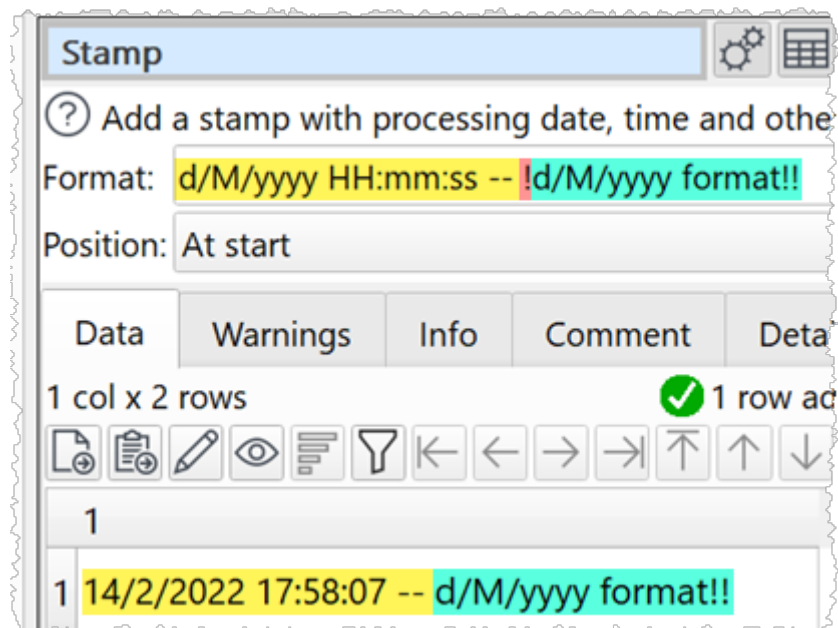 Stamp
Add a stamp with processing date, time and othe
Format: d/M/yyyy HH:mm:ss -- !d/M/yyyy format!!
Position: At start
Data Warnings Info Comment Deta
1 col x 2 rows 1 row ad
1
1 14/2/2022 17:58:07 -- d/M/yyyy format!!